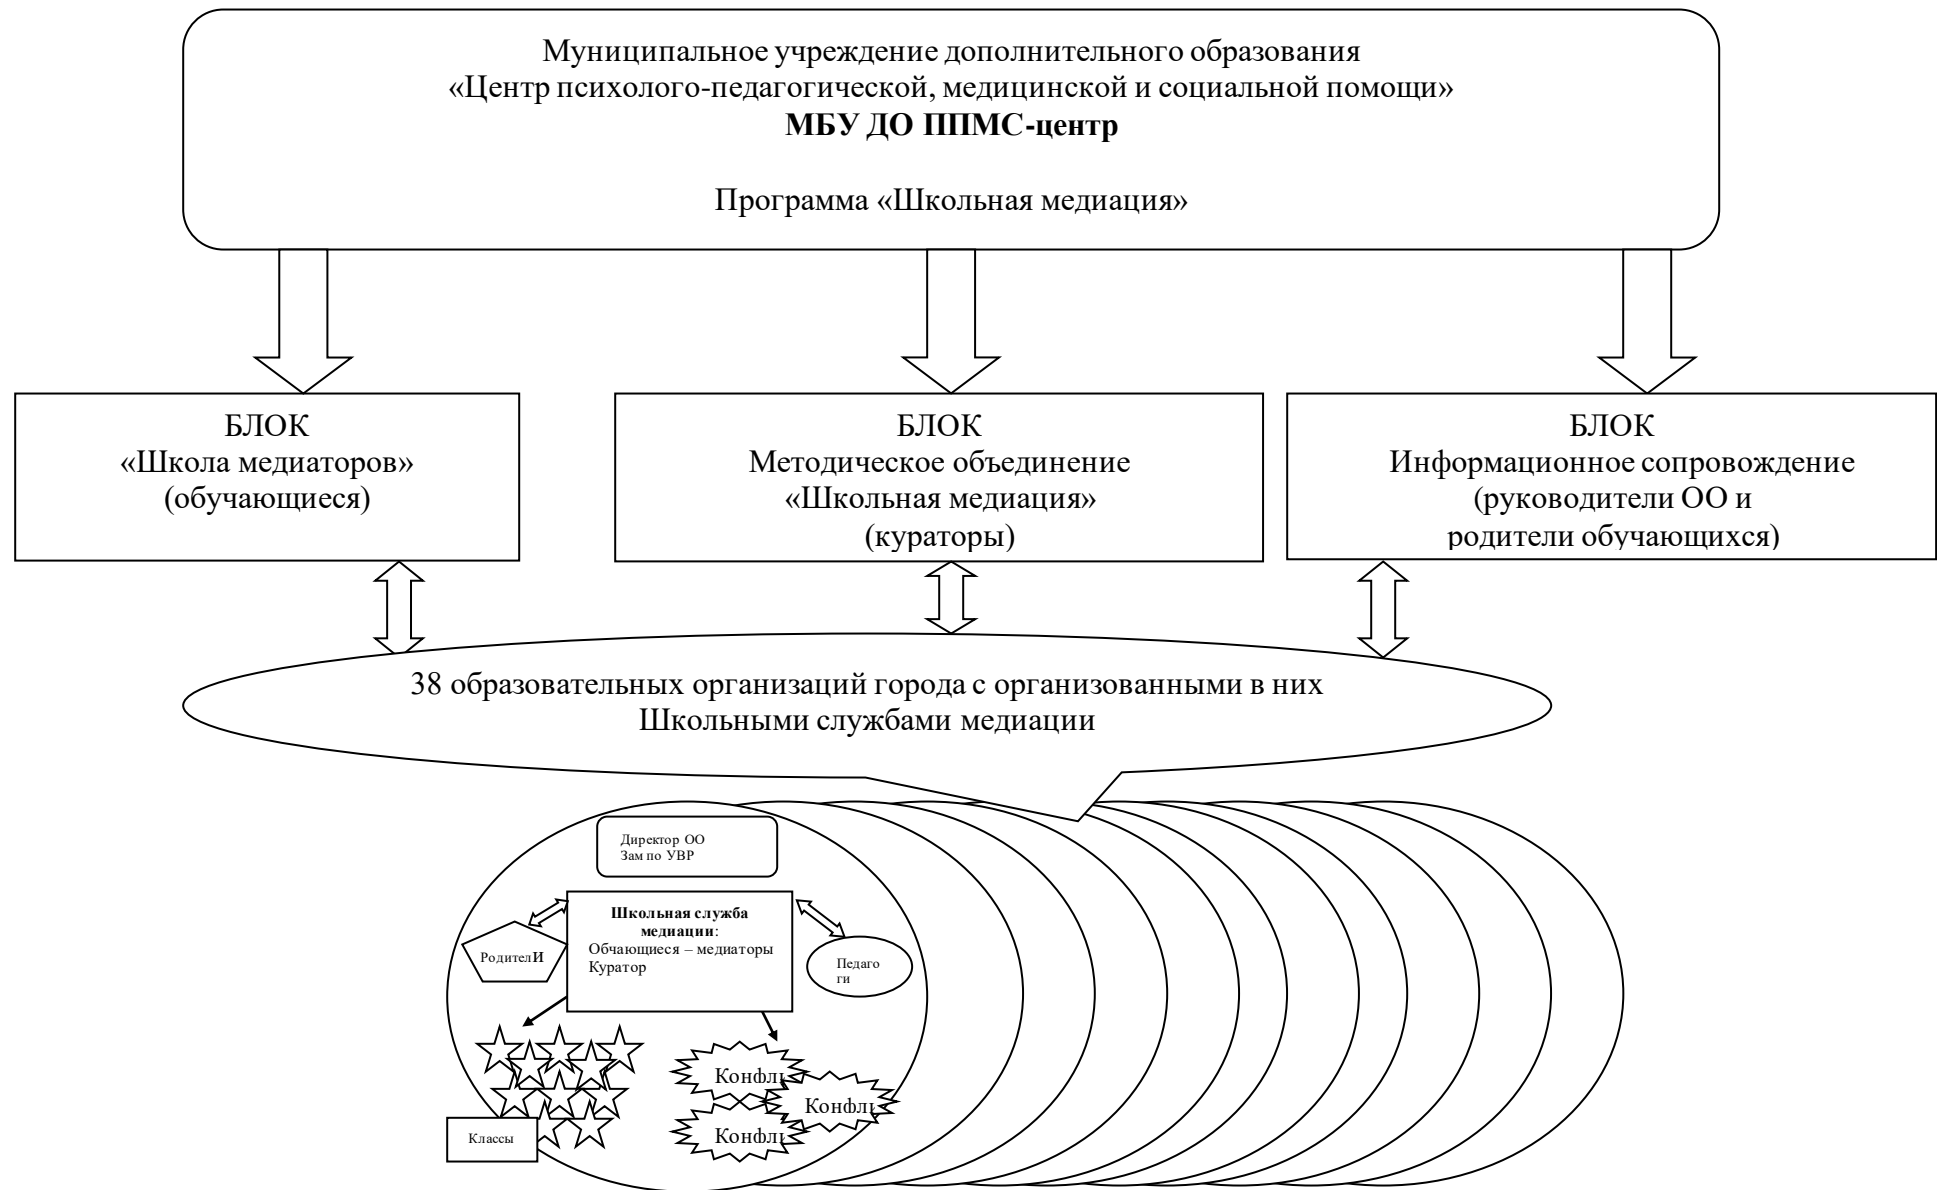 Муниципальное учреждение дополнительного образования
«Центр психолого-педагогической, медицинской и социальной помощи»
МБУ ДО ППМС-центр
Программа «Школьная медиация»
БЛОК
«Школа медиаторов»
(обучающиеся)
БЛОК
Методическое объединение
«Школьная медиация»
(кураторы)
БЛОК
Информационное сопровождение
(руководители ОО и
родители обучающихся)
38 образовательных организаций города с организованными в них
Школьными службами медиации
Директор ОО
Зам по УВР
Школьная служба
медиации:
Обчающиеся – медиаторы
Куратор
Родители
Педаго
ги
Конфли
Конфли
Конфли
Классы